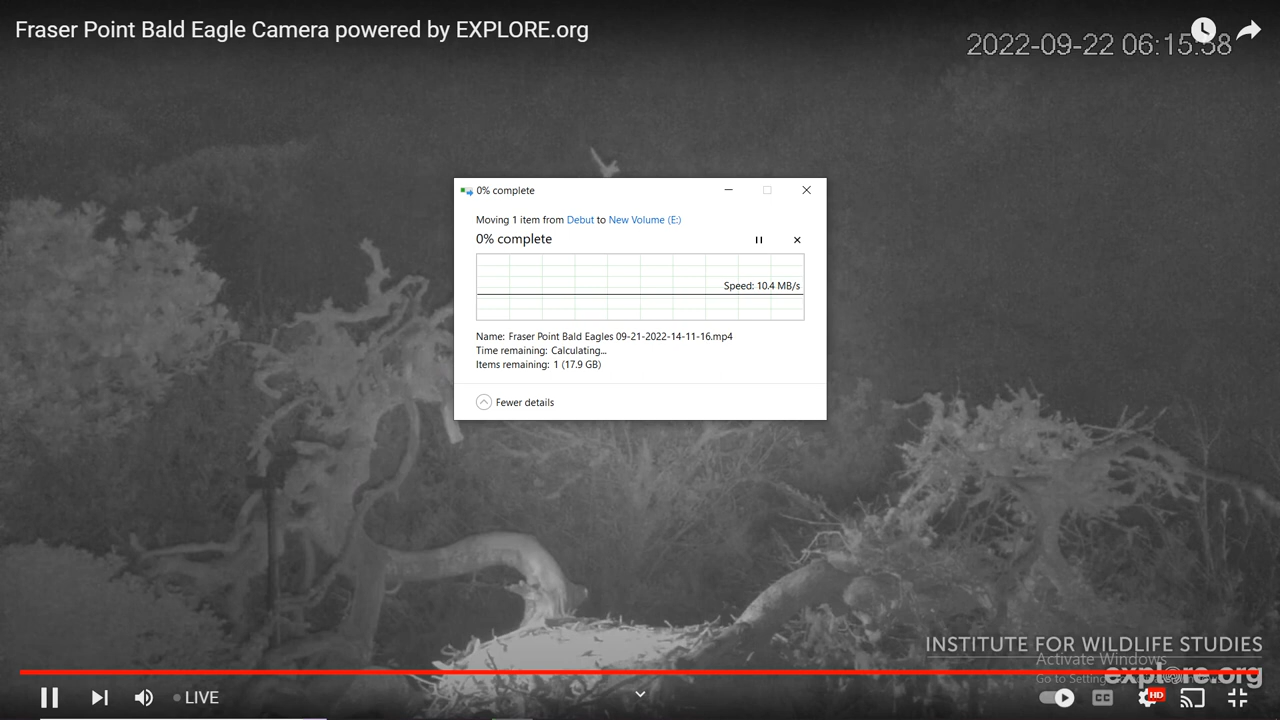 Fraser Point Bald Eagle Camera powered by EXPLORE.org
2022-09-22 06:15:58
0% complete
Moving 1 item from Debut to New Volume (E:)
0% complete
Speed: 10.4 MB/s
Name: Fraser Point Bald Eagles 09-21-2022-14-11-16.mp4
Time remaining: Calculating...
Items remaining: 1 (17.9 GB)
Fewer details
INSTITUTE FOR WILDLIFE STUDIES
Activate Windows
explore.org
Go to Setting
LIVE
CC
HD